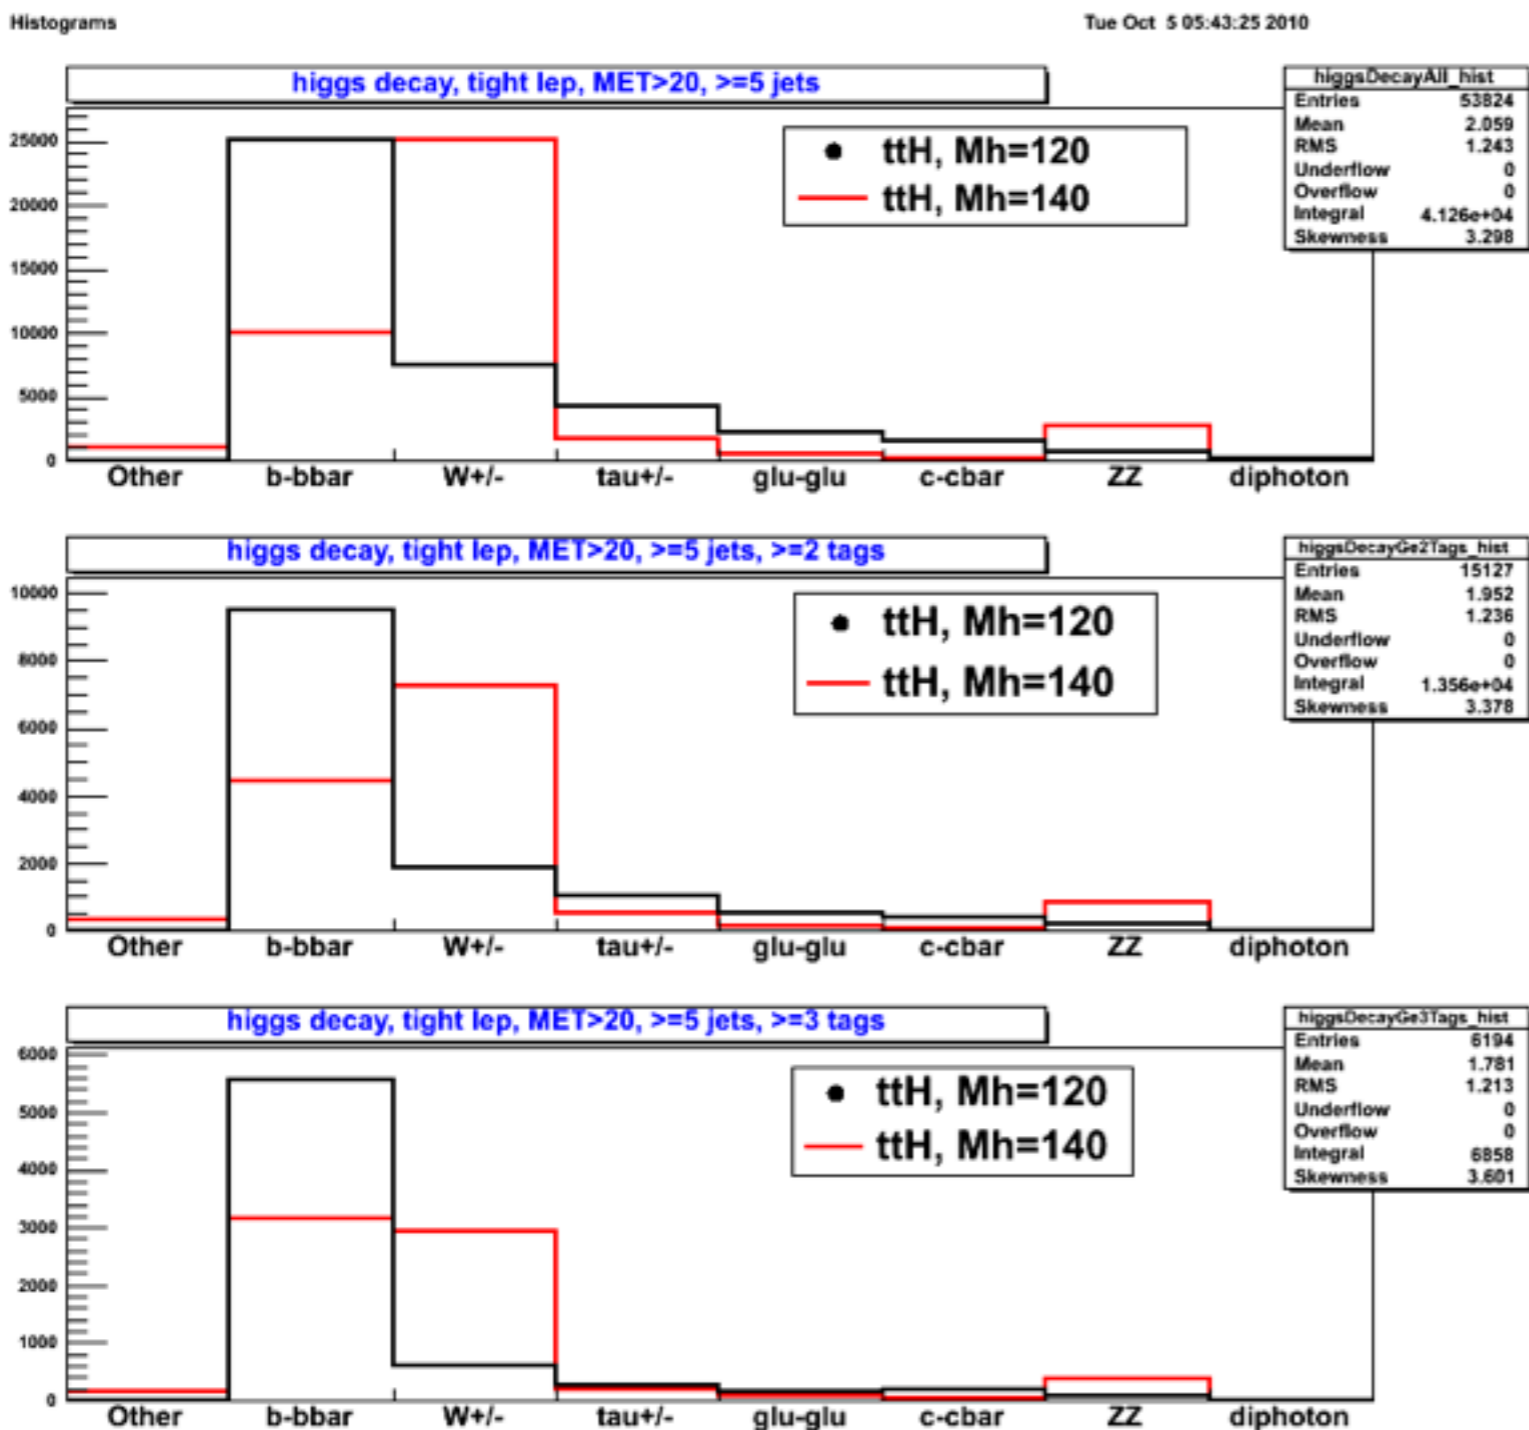 Histograms Tue Oct 5 05:43:25 2010
higgs decay, tight lep, MET>20, >=5 jets
higgsDecayAll_hist
Entries 53824
Mean 2.059
RMS 1.243
Underflow 0
Overflow 0
Integral 4.126e+04
Skewness 3.298
ttH, Mh=120
ttH, Mh=140
25000
20000
15000
10000
5000
0
Other b-bbar W+/- tau+/- glu-glu c-cbar ZZ diphoton
higgs decay, tight lep, MET>20, >=5 jets, >=2 tags
higgsDecayGe2Tags_hist
Entries 15127
Mean 1.952
RMS 1.236
Underflow 0
Overflow 0
Integral 1.356e+04
Skewness 3.378
ttH, Mh=120
ttH, Mh=140
10000
8000
6000
4000
2000
0
Other b-bbar W+/- tau+/- glu-glu c-cbar ZZ diphoton
higgs decay, tight lep, MET>20, >=5 jets, >=3 tags
higgsDecayGe3Tags_hist
Entries 6194
Mean 1.781
RMS 1.213
Underflow 0
Overflow 0
Integral 6858
Skewness 3.601
ttH, Mh=120
ttH, Mh=140
6000
5000
4000
3000
2000
1000
0
Other b-bbar W+/- tau+/- glu-glu c-cbar ZZ diphoton